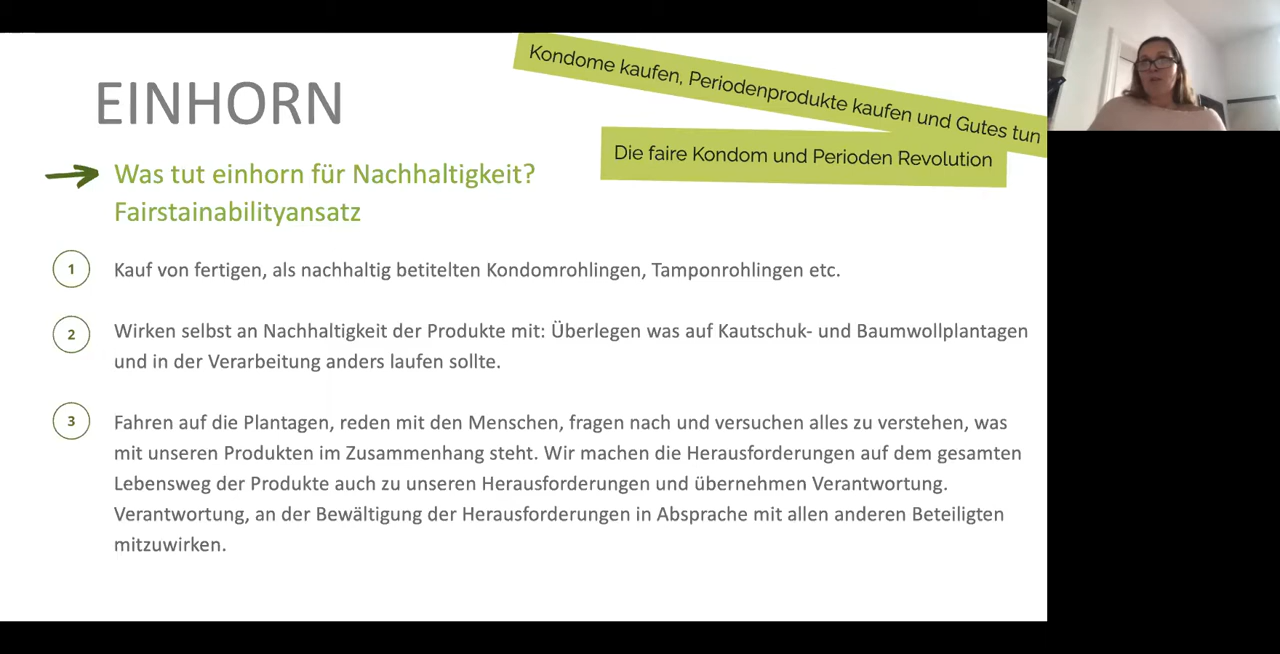 EINHORN
Kondome kaufen, Periodenprodukte kaufen und Gutes tun
Die faire Kondom und Perioden Revolution
Was tut einhorn für Nachhaltigkeit?
Fairstainabilityansatz
1 Kauf von fertigen, als nachhaltig betitelten Kondomrohlingen, Tamponrohlingen etc.
2 Wirken selbst an Nachhaltigkeit der Produkte mit: Überlegen was auf Kautschuk- und Baumwollplantagen
und in der Verarbeitung anders laufen sollte.
3 Fahren auf die Plantagen, reden mit den Menschen, fragen nach und versuchen alles zu verstehen, was
mit unseren Produkten im Zusammenhang steht. Wir machen die Herausforderungen auf dem gesamten
Lebensweg der Produkte auch zu unseren Herausforderungen und übernehmen Verantwortung.
Verantwortung, an der Bewältigung der Herausforderungen in Absprache mit allen anderen Beteiligten
mitzuwirken.